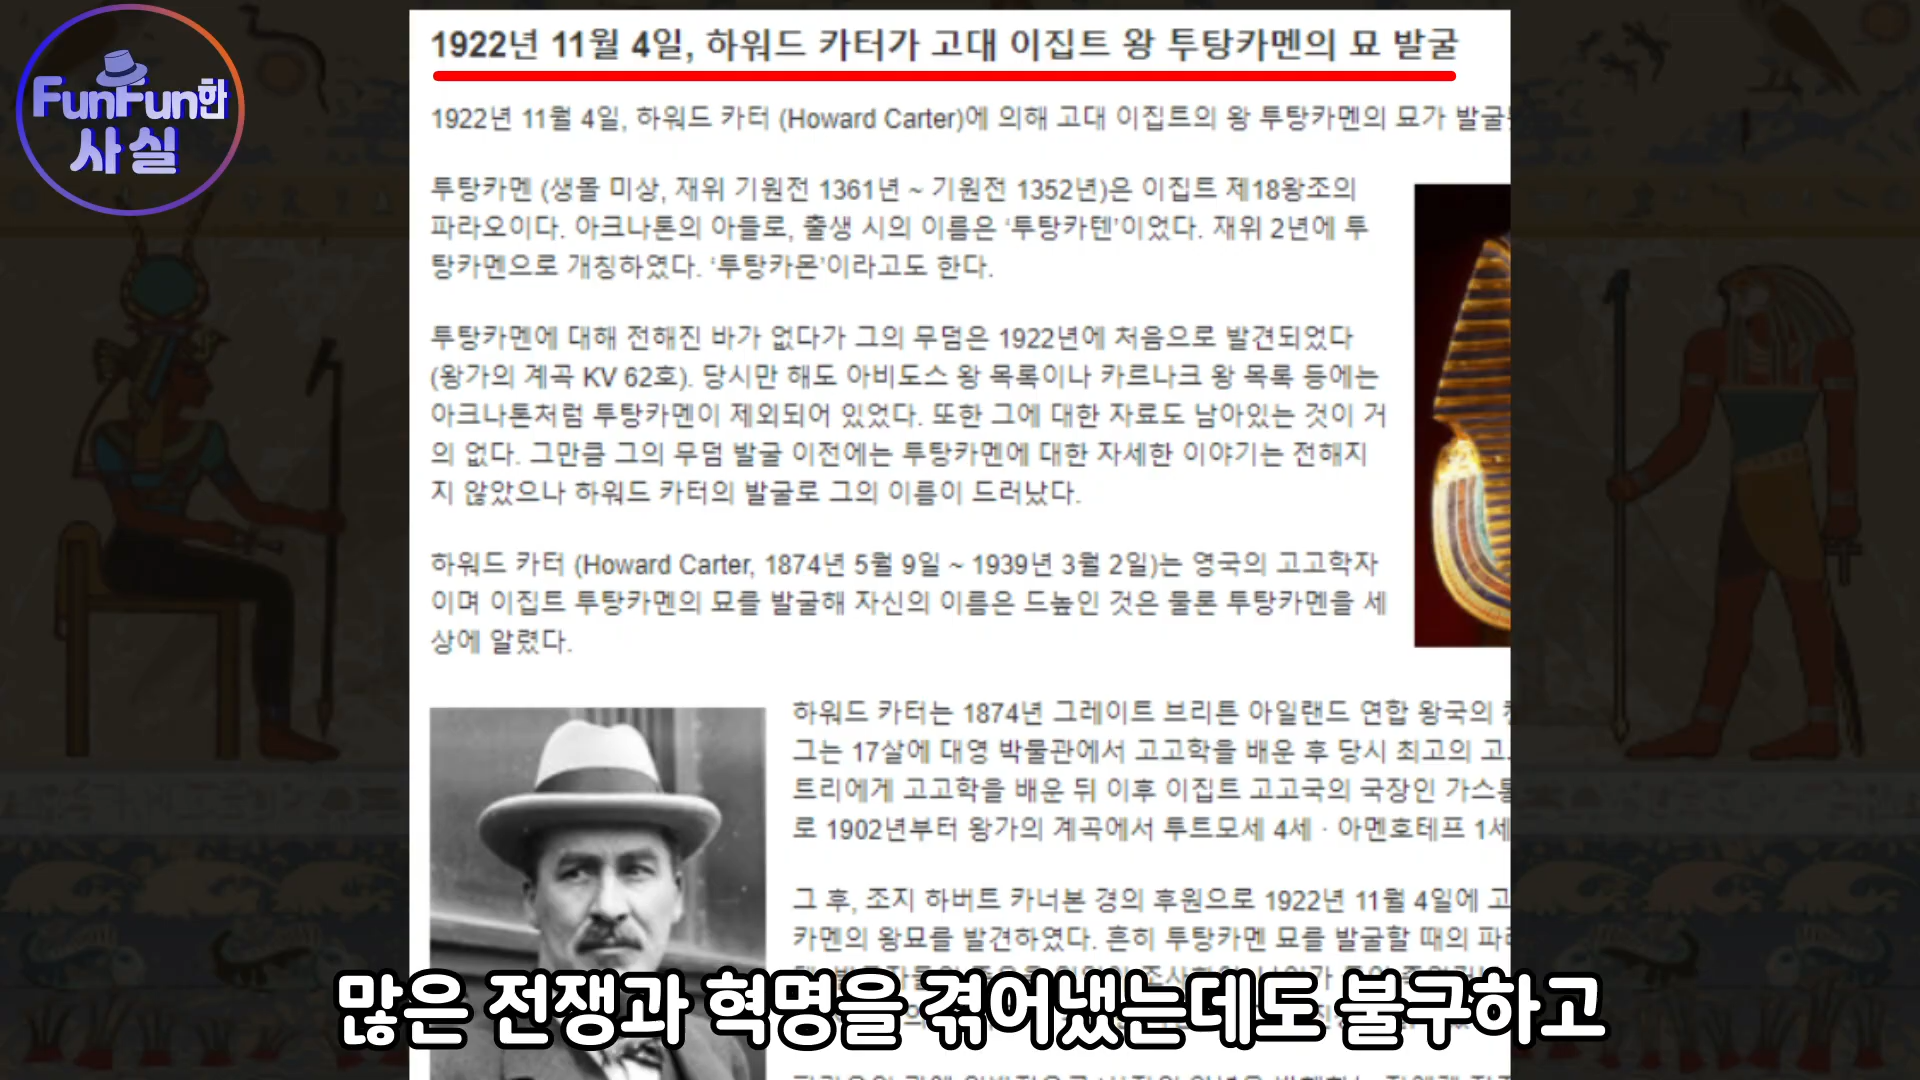 FunFun한
사실
1922년 11월 4일, 하워드 카터가 고대 이집트 왕 투탕카멘의 묘 발굴
1922년 11월 4일, 하워드 카터 (Howard Carter)에 의해 고대 이집트의 왕 투탕카멘의 묘가
투탕카멘 (생몰 미상, 재위 기원전 1361년 ~ 기원전 1352년)은 이집트 제18왕조의
파라오이다. 아크나톤의 아들로, 출생 시의 이름은 ‘투탕카텐’이었다. 재위 2년에 투
탕카멘으로 개칭하였다. ‘투탕카몬’이라고도 한다.
투탕카멘에 대해 전해진 바가 없다가 그의 무덤은 1922년에 처음으로 발견되었다
(왕가의 계곡 KV 62호). 당시만 해도 아비도스 왕 목록이나 카르나크 왕 목록 등에는
아크나톤처럼 투탕카멘이 제외되어 있었다. 또한 그에 대한 자료도 남아있는 것이 거
의 없다. 그만큼 그의 무덤 발굴 이전에는 투탕카멘에 대한 자세한 이야기는 전해지
지 않았으나 하워드 카터의 발굴로 그의 이름이 드러났다.
하워드 카터 (Howard Carter, 1874년 5월 9일 ~ 1939년 3월 2일)는 영국의 고고학자
이며 이집트 투탕카멘의 묘를 발굴해 자신의 이름은 드높인 것은 물론 투탕카멘을 세
상에 알렸다.
하워드 카터는 1874년 그레이트 브리튼 아일랜드 연합 왕국의
그는 17살에 대영 박물관에서 고고학을 배운 후 당시 최고의 고
트리에게 고고학을 배운 뒤 이후 이집트 고고국의 국장인 가스
로 1902년부터 왕가의 계곡에서 투트모세 4세 · 아멘호테프 1세
그 후, 조지 하버트 카너본 경의 후원으로 1922년 11월 4일에 고
카멘의 왕묘를 발견하였다. 흔히 투탕카멘 묘를 발굴할 때의
많은 전쟁과 혁명을 겪어냈는데도 불구하고